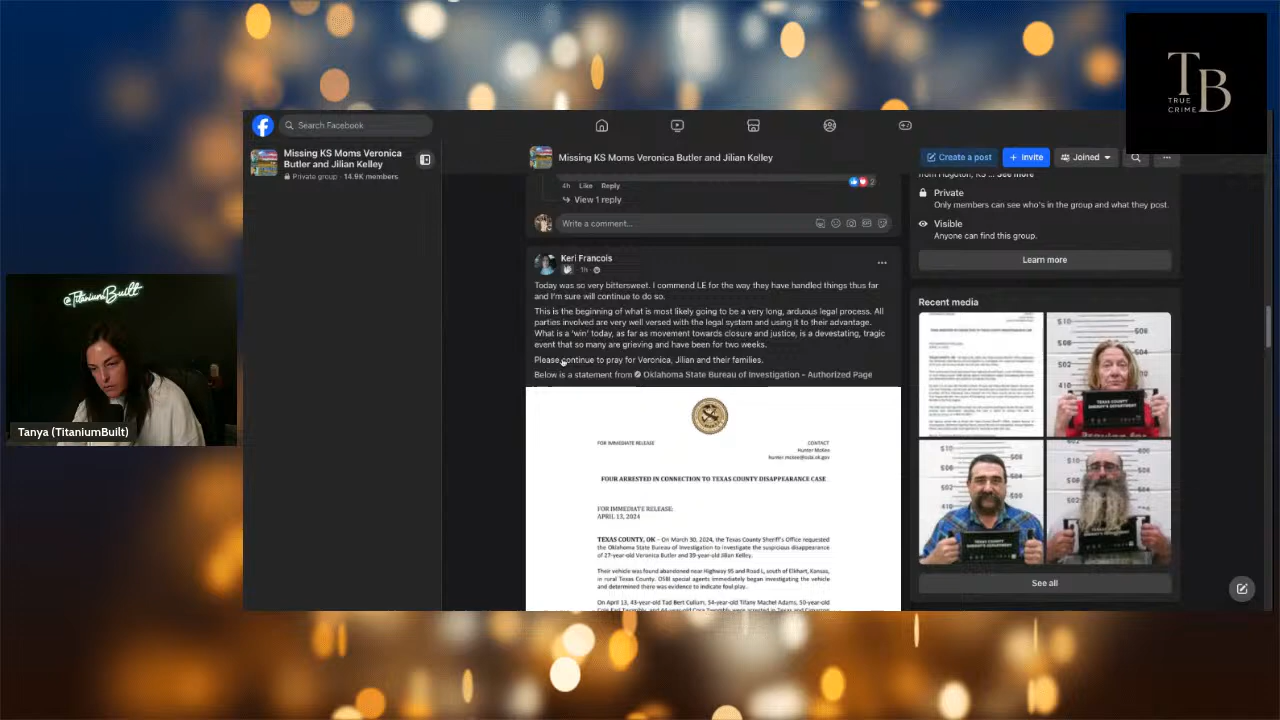 TB
TRUE
CRIME
Search Facebook
Missing KS Moms Veronica
Butler and Jilian Kelley
Private group · 14.9K members
Missing KS Moms Veronica Butler and Jilian Kelley
Create a post
+ Invite
Joined
4h Like Reply
2
View 1 reply
Write a comment...
Keri Francois
1h
Today was so very bittersweet. I commend LE for the way they have handled things thus far
and I'm sure will continue to do so.
This is the beginning of what is most likely going to be a very long, arduous legal process. All
parties involved are very well versed with the legal system and using it to their advantage.
What is a 'win' today, as far as movement towards closure and justice, is a devastating, tragic
event that so many are grieving and have been for two weeks.
Please continue to pray for Veronica, Jilian and their families.
Below is a statement from Oklahoma State Bureau of Investigation - Authorized Page
FOR IMMEDIATE RELEASE
CONTACT
Hunter McKee
hunter.mckee@osbi.ok.gov
FOUR ARRESTED IN CONNECTION TO TEXAS COUNTY DISAPPEARANCE CASE
FOR IMMEDIATE RELEASE:
APRIL 13, 2024
TEXAS COUNTY, OK – On March 30, 2024, the Texas County Sheriff's Office requested
the Oklahoma State Bureau of Investigation to investigate the suspicious disappearance
of 27-year-old Veronica Butler and 39-year-old Jilian Kelley.
Their vehicle was found abandoned near Highway 95 and Road L, south of Elkhart, Kansas,
in rural Texas County. OSBI special agents immediately began investigating the vehicle
and determined there was evidence to indicate foul play.
On April 13, 43-year-old Tad Bert Cullum, 54-year-old Tifany Machel Adams, 50-year-old
from Hugoton, KS ... See more
Private
Only members can see who's in the group and what they post.
Visible
Anyone can find this group.
Learn more
Recent media
TEXAS COUNTY
SHERIFF'S DEPARTMENT
TEXAS COUNTY
SHERIFF'S DEPARTMENT
TEXAS COUNTY
SHERIFF'S DEPARTMENT
See all
@TitaniumBuilt
Tanya (TitaniumBuilt)